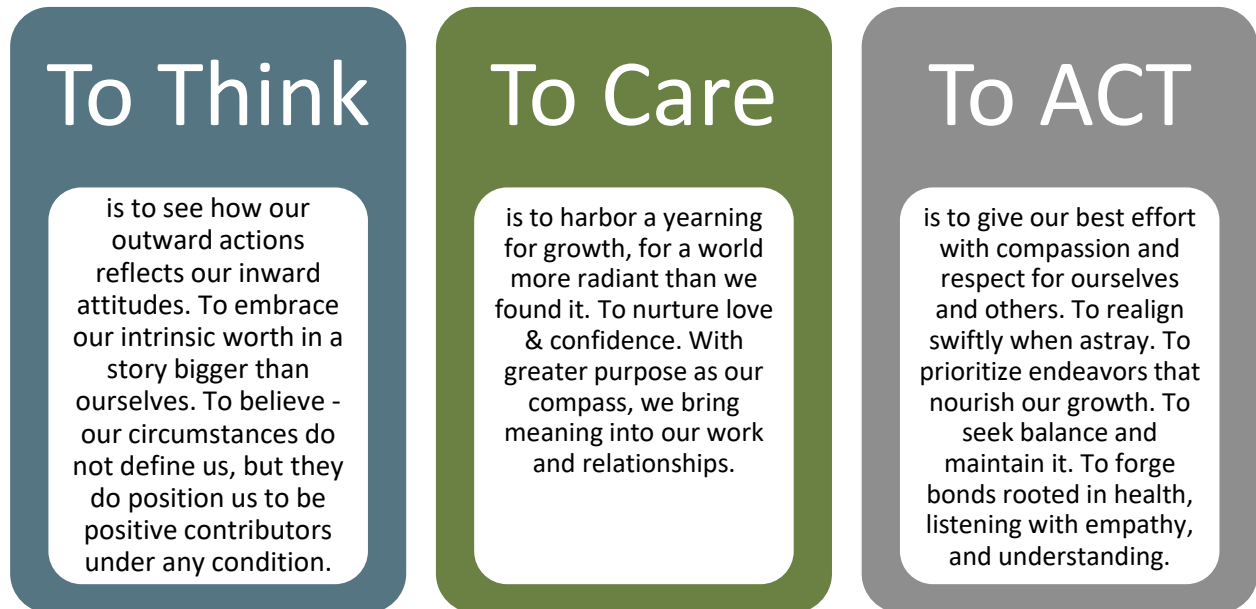 To Think
is to see how our
outward actions
reflects our inward
attitudes. To embrace
our intrinsic worth in a
story bigger than
ourselves. To believe -
our circumstances do
not define us, but they
do position us to be
positive contributors
under any condition.
To Care
is to harbor a yearning
for growth, for a world
more radiant than we
found it. To nurture love
& confidence. With
greater purpose as our
compass, we bring
meaning into our work
and relationships.
To ACT
is to give our best effort
with compassion and
respect for ourselves
and others. To realign
swiftly when astray. To
prioritize endeavors that
nourish our growth. To
seek balance and
maintain it. To forge
bonds rooted in health,
listening with empathy,
and understanding.